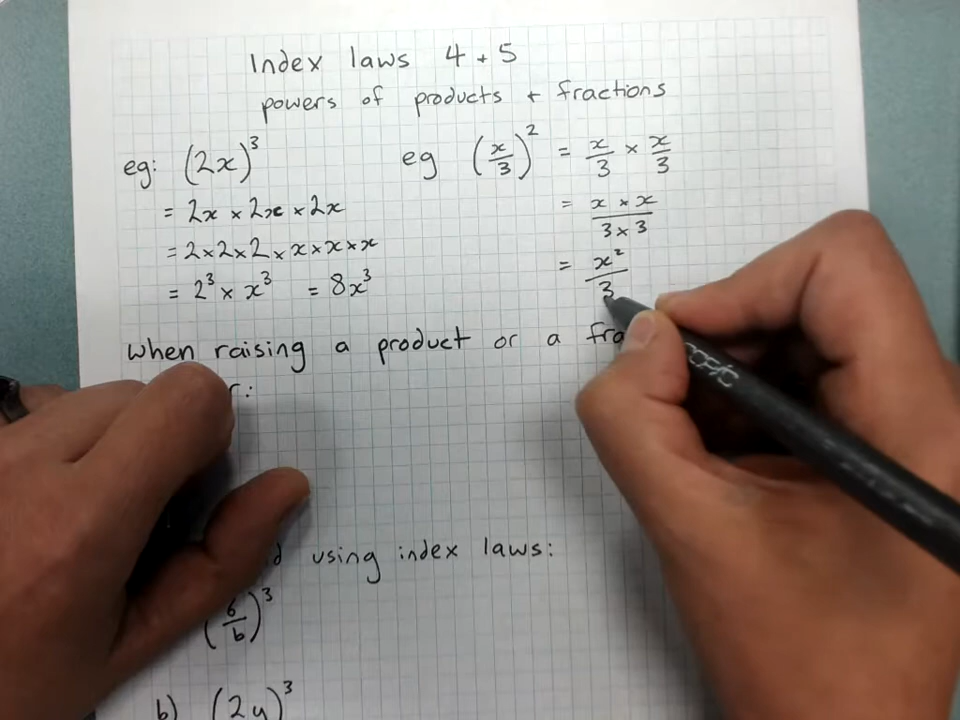 Index laws 4 + 5
powers of products + fractions
eg: (2x)³
= 2x × 2x × 2x
= 2×2×2 × x×x×x
= 2³ × x³ = 8x³
eg (x/3)² = x/3 × x/3
= x × x / 3 × 3
= x² / 3
when raising a product or a fra
r:
d using index laws:
(6/b)³
b) (2y)³
COPIC